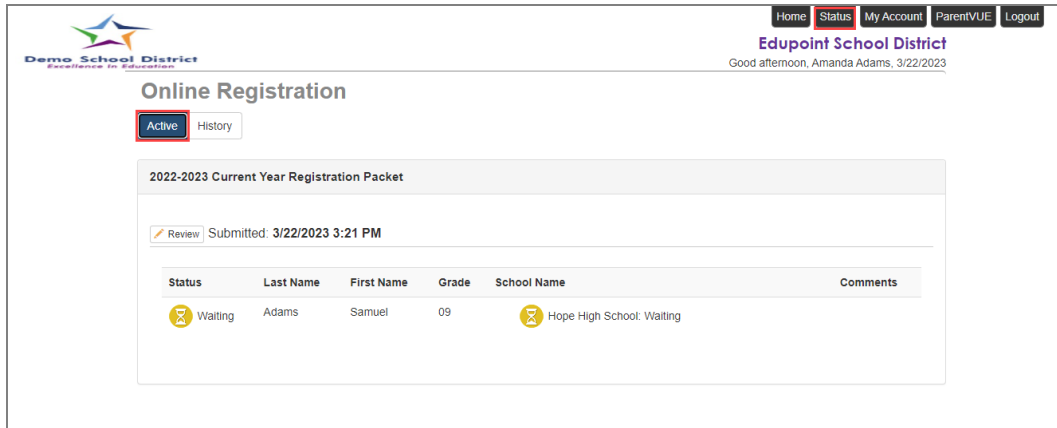 Home Status My Account ParentVUE Logout
Demo School District
Excellence in Education
Edupoint School District
Good afternoon, Amanda Adams, 3/22/2023
Online Registration
Active History
2022-2023 Current Year Registration Packet
Review Submitted: 3/22/2023 3:21 PM
Status Last Name First Name Grade School Name Comments
Waiting Adams Samuel 09 Hope High School: Waiting